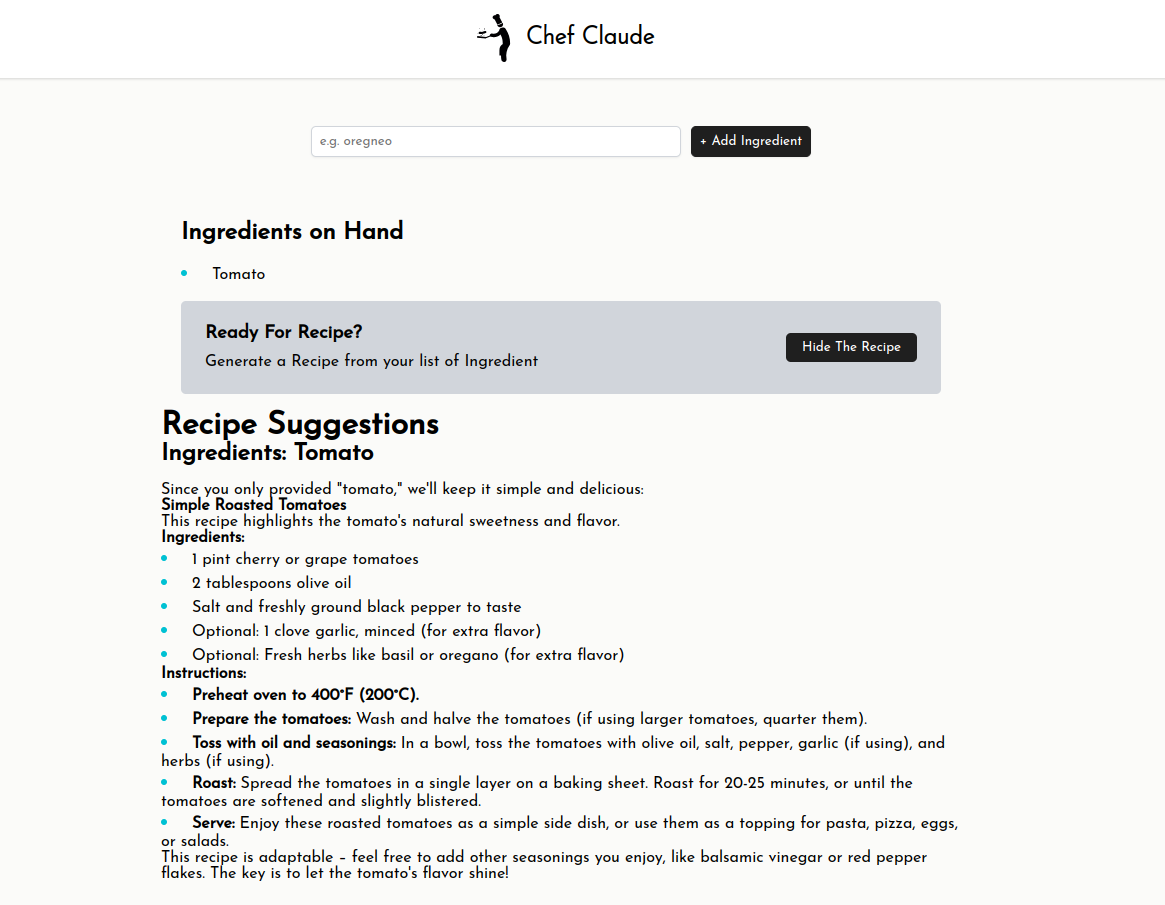 Chef Claude
e.g. oregneo
+ Add Ingredient
Ingredients on Hand
Tomato
Ready For Recipe?
Generate a Recipe from your list of Ingredient
Hide The Recipe
Recipe Suggestions
Ingredients: Tomato
Since you only provided "tomato," we'll keep it simple and delicious:
Simple Roasted Tomatoes
This recipe highlights the tomato's natural sweetness and flavor.
Ingredients:
1 pint cherry or grape tomatoes
2 tablespoons olive oil
Salt and freshly ground black pepper to taste
Optional: 1 clove garlic, minced (for extra flavor)
Optional: Fresh herbs like basil or oregano (for extra flavor)
Instructions:
Preheat oven to 400°F (200°C).
Prepare the tomatoes: Wash and halve the tomatoes (if using larger tomatoes, quarter them).
Toss with oil and seasonings: In a bowl, toss the tomatoes with olive oil, salt, pepper, garlic (if using), and
herbs (if using).
Roast: Spread the tomatoes in a single layer on a baking sheet. Roast for 20-25 minutes, or until the
tomatoes are softened and slightly blistered.
Serve: Enjoy these roasted tomatoes as a simple side dish, or use them as a topping for pasta, pizza, eggs,
or salads.
This recipe is adaptable – feel free to add other seasonings you enjoy, like balsamic vinegar or red pepper
flakes. The key is to let the tomato's flavor shine!